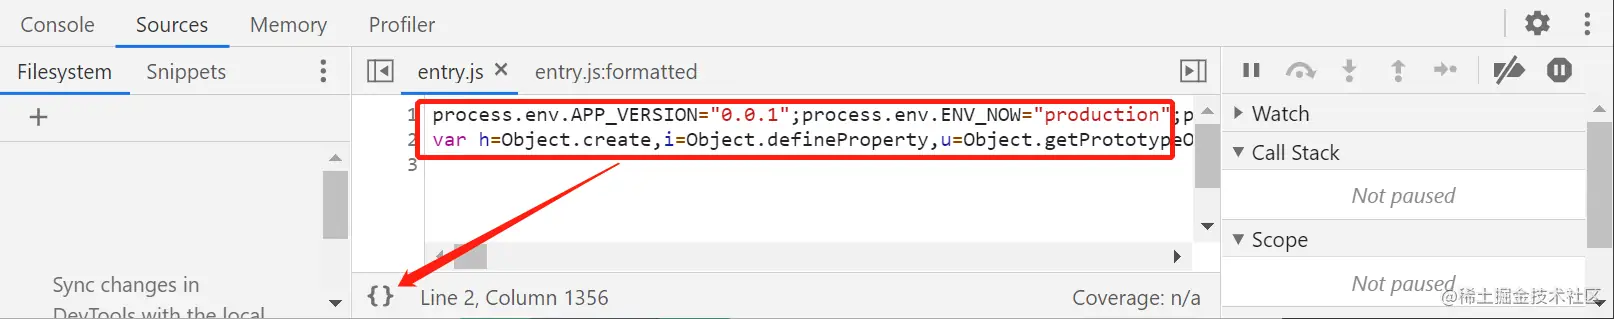 Console Sources Memory Profiler
Filesystem Snippets
entry.js × entry.js:formatted
1 process.env.APP_VERSION="0.0.1";process.env.ENV_NOW="production";p
2 var h=Object.create,i=Object.defineProperty,u=Object.getPrototypeO
3
Sync changes in
DevTools with the local
{} Line 2, Column 1356
Coverage: n/a
Watch
Call Stack
Not paused
Scope
Not paused
@稀土掘金技术社区